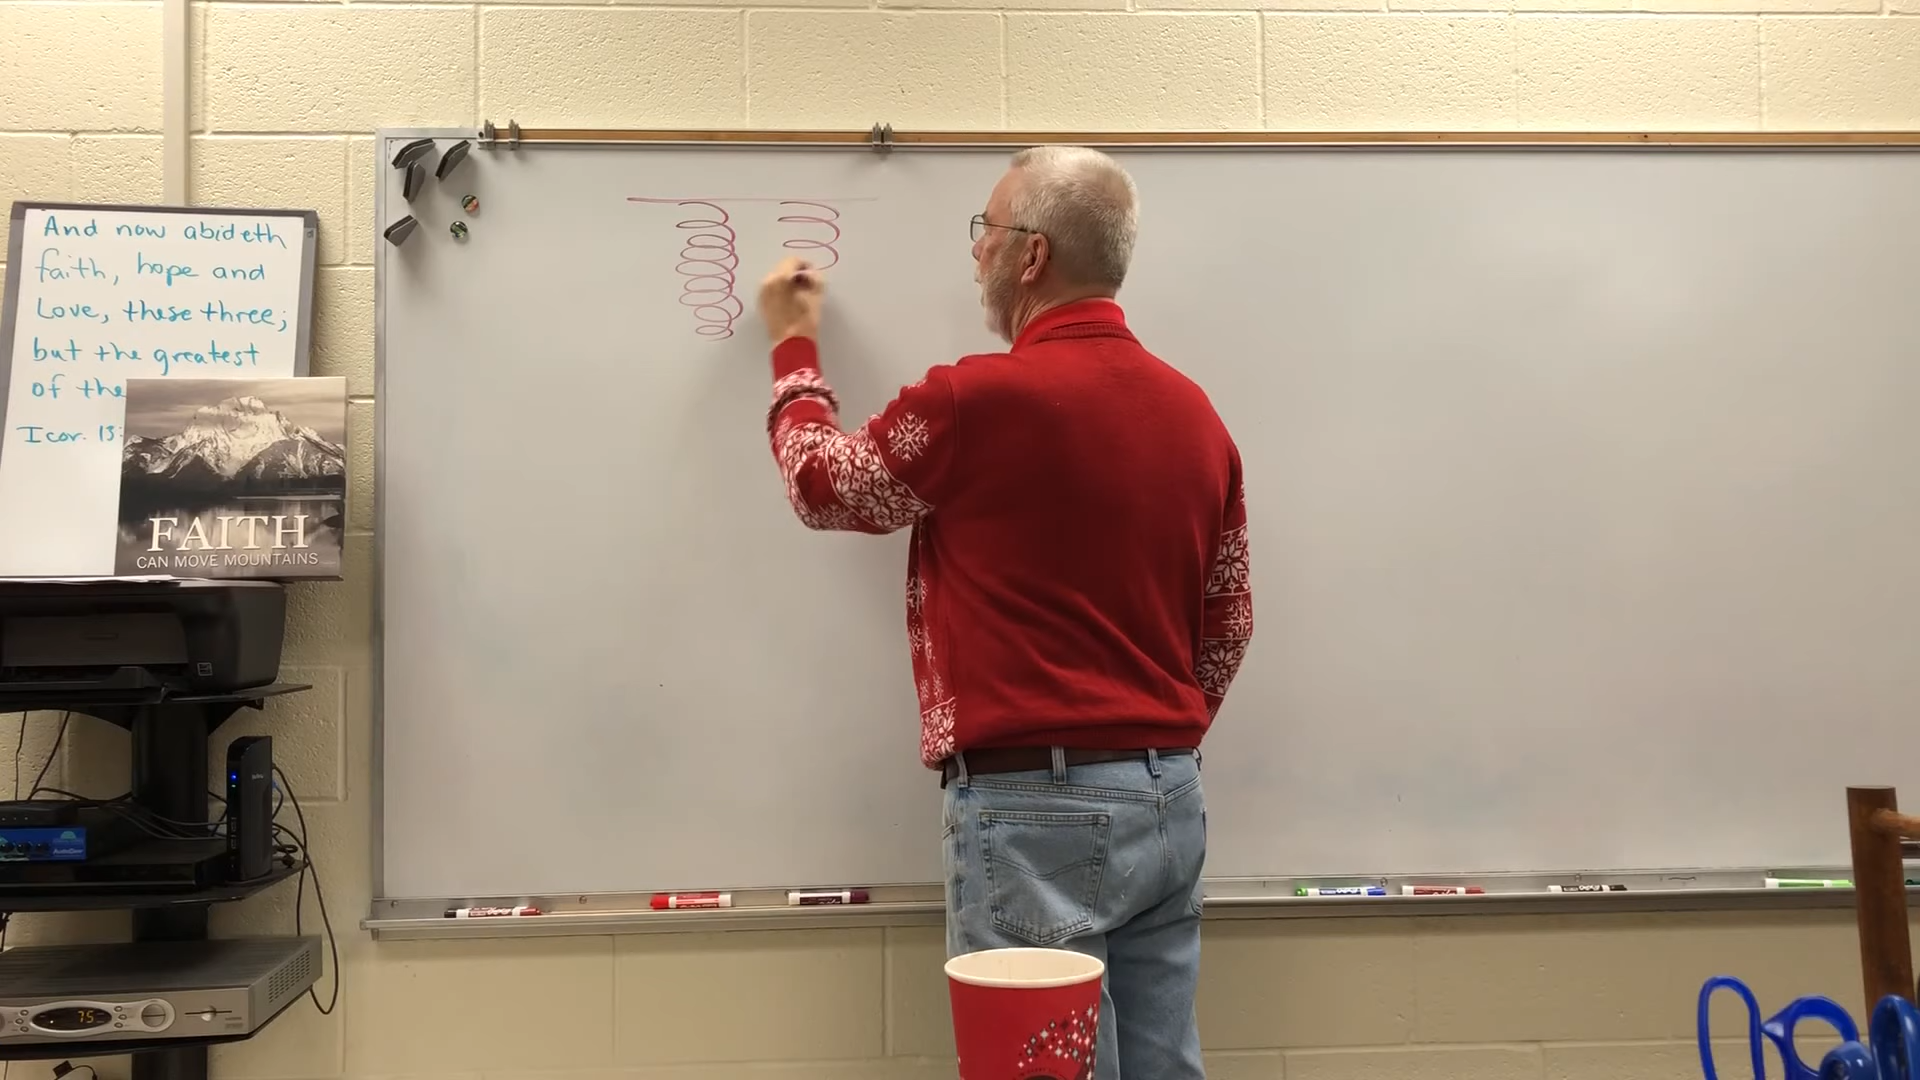 And now abideth
faith, hope and
Love, these three;
but the greatest
of the
I cor. 13:
FAITH
CAN MOVE MOUNTAINS
75